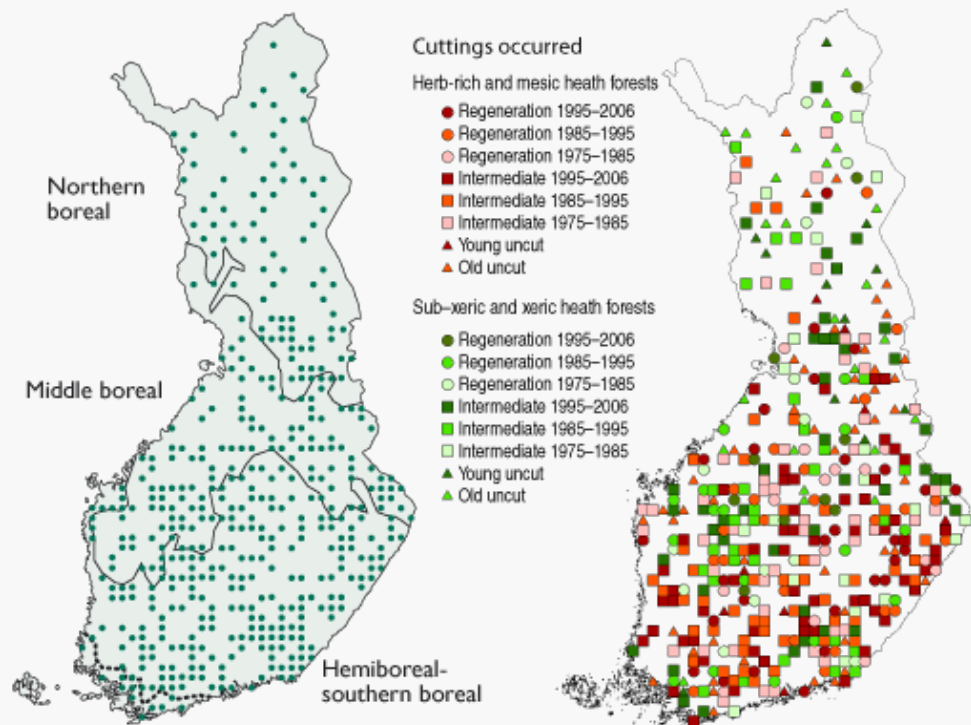 Cuttings occurred
Herb-rich and mesic heath forests
Regeneration 1995–2006
Regeneration 1985–1995
Regeneration 1975–1985
Intermediate 1995–2006
Intermediate 1985–1995
Intermediate 1975–1985
Young uncut
Old uncut
Sub–xeric and xeric heath forests
Regeneration 1995–2006
Regeneration 1985–1995
Regeneration 1975–1985
Intermediate 1995–2006
Intermediate 1985–1995
Intermediate 1975–1985
Young uncut
Old uncut
Northern
boreal
Middle boreal
Hemiboreal-
southern boreal